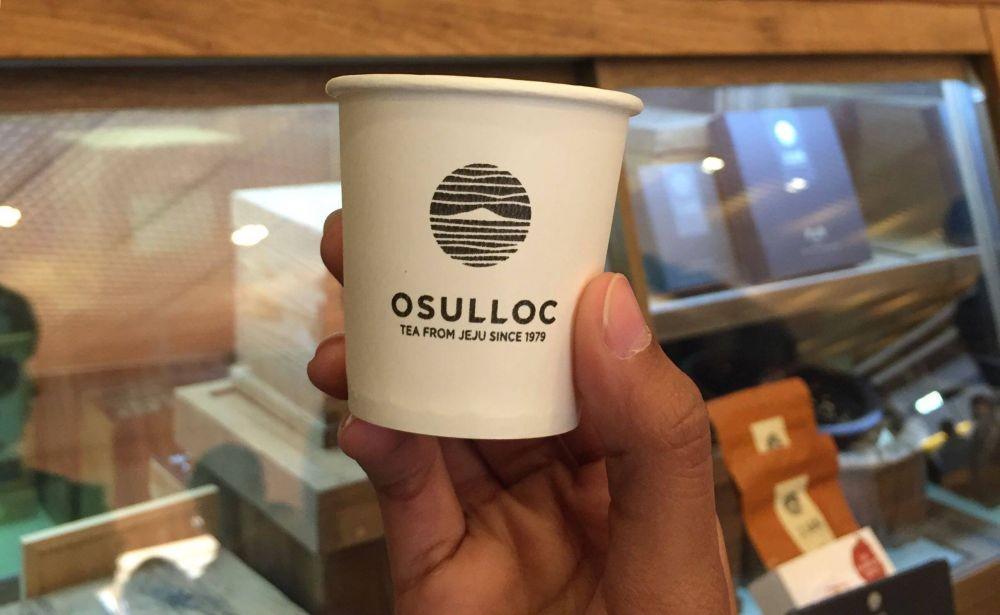 OSULLOC
TEA FROM JEJU SINCE 1979